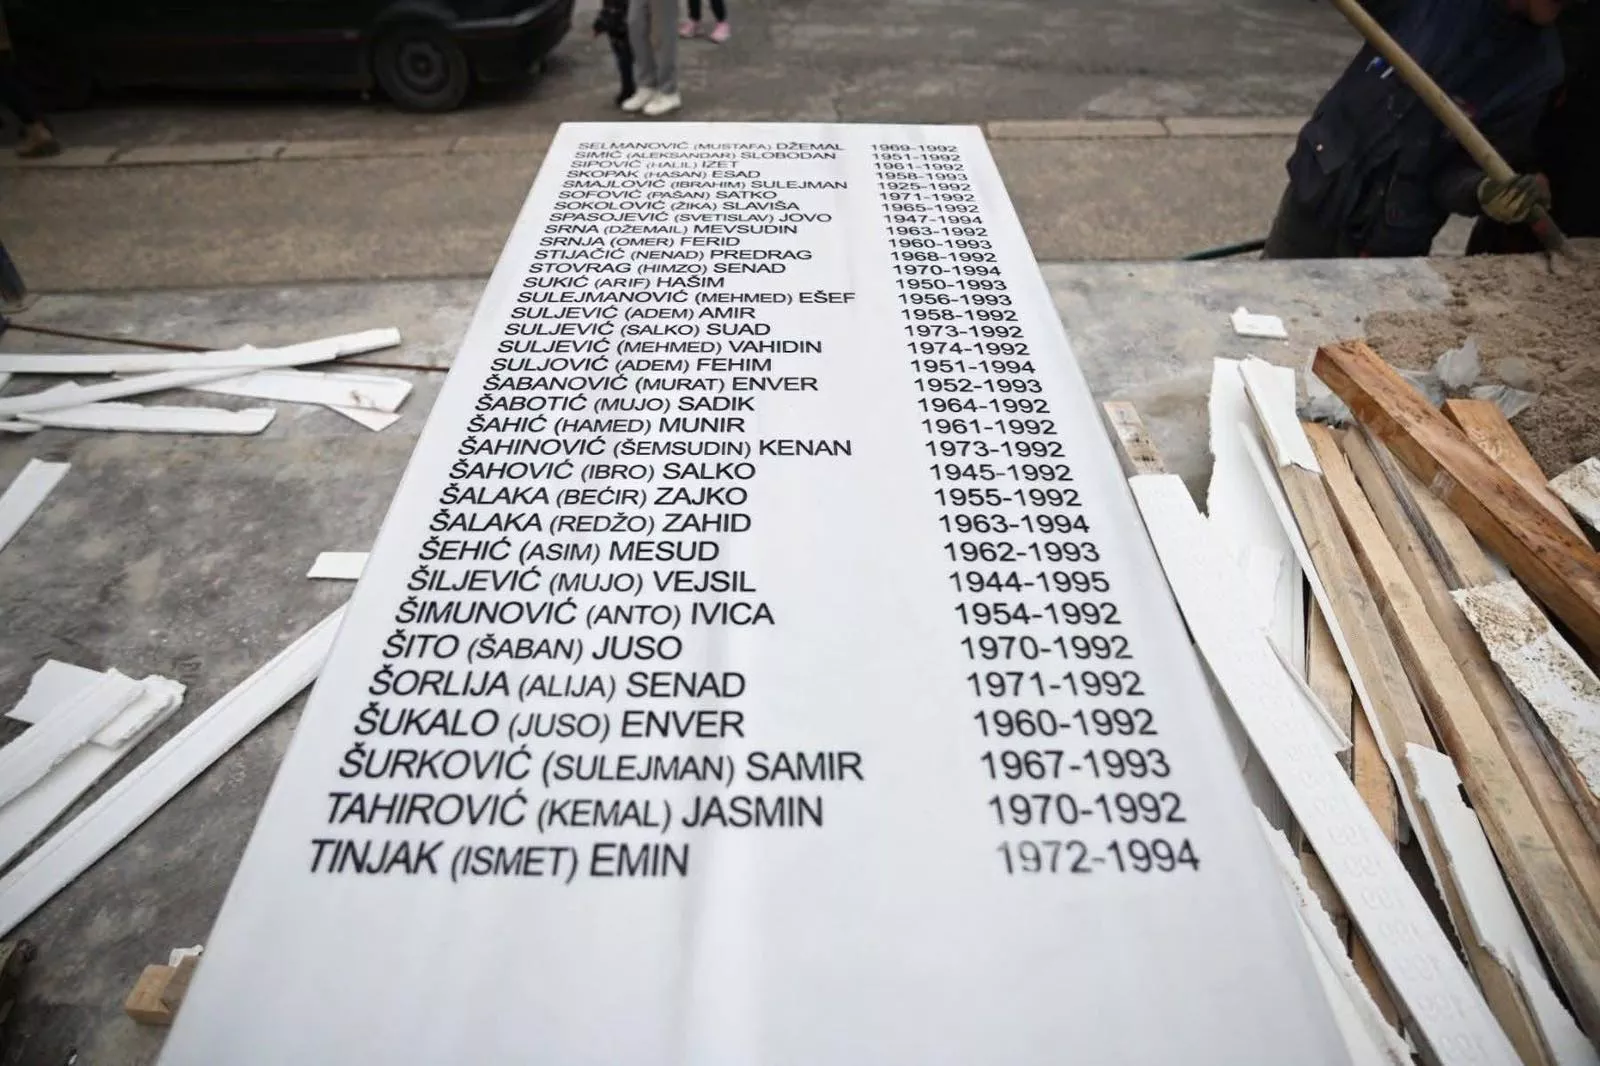 SELMANOVIĆ (MUSTAFA) DŽEMAL 1969-1992
SIMIĆ (ALEKSANDAR) SLOBODAN 1951-1992
SIPOVIĆ (HALIL) IZET 1961-1992
SKOPAK (HASAN) ESAD 1958-1993
SMAJLOVIĆ (IBRAHIM) SULEJMAN 1925-1992
SOFOVIĆ (PAŠAN) SATKO 1971-1992
SOKOLOVIĆ (ŽIKA) SLAVIŠA 1965-1992
SPASOJEVIĆ (SVETISLAV) JOVO 1947-1994
SRNA (DŽEMAIL) MEVSUDIN 1963-1992
SRNJA (OMER) FERID 1960-1993
STIJAČIĆ (NENAD) PREDRAG 1968-1992
STOVRAG (HIMZO) SENAD 1970-1994
SUKIĆ (ARIF) HAŠIM 1950-1993
SULEJMANOVIĆ (MEHMED) EŠEF 1956-1993
SULJEVIĆ (ADEM) AMIR 1958-1992
SULJEVIĆ (SALKO) SUAD 1973-1992
SULJEVIĆ (MEHMED) VAHIDIN 1974-1992
SULJOVIĆ (ADEM) FEHIM 1951-1994
ŠABANOVIĆ (MURAT) ENVER 1952-1993
ŠABOTIĆ (MUJO) SADIK 1964-1992
ŠAHIĆ (HAMED) MUNIR 1961-1992
ŠAHINOVIĆ (ŠEMSUDIN) KENAN 1973-1992
ŠAHOVIĆ (IBRO) SALKO 1945-1992
ŠALAKA (BEĆIR) ZAJKO 1955-1992
ŠALAKA (REDŽO) ZAHID 1963-1994
ŠEHIĆ (ASIM) MESUD 1962-1993
ŠILJEVIĆ (MUJO) VEJSIL 1944-1995
ŠIMUNOVIĆ (ANTO) IVICA 1954-1992
ŠITO (ŠABAN) JUSO 1970-1992
ŠORLIJA (ALIJA) SENAD 1971-1992
ŠUKALO (JUSO) ENVER 1960-1992
ŠURKOVIĆ (SULEJMAN) SAMIR 1967-1993
TAHIROVIĆ (KEMAL) JASMIN 1970-1992
TINJAK (ISMET) EMIN 1972-1994